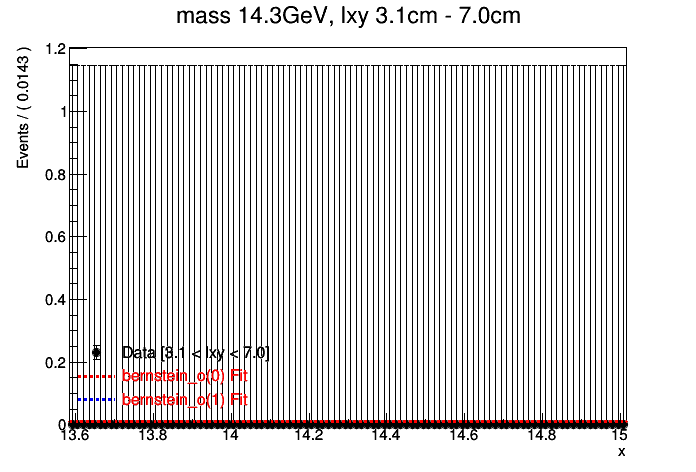 mass 14.3GeV, lxy 3.1cm - 7.0cm
Events / ( 0.0143 )
1.2
1
0.8
0.6
0.4
0.2
0
Data [3.1 < lxy < 7.0]
bernstein_o(0) Fit
bernstein_o(1) Fit
13.6 13.8 14 14.2 14.4 14.6 14.8 15
x